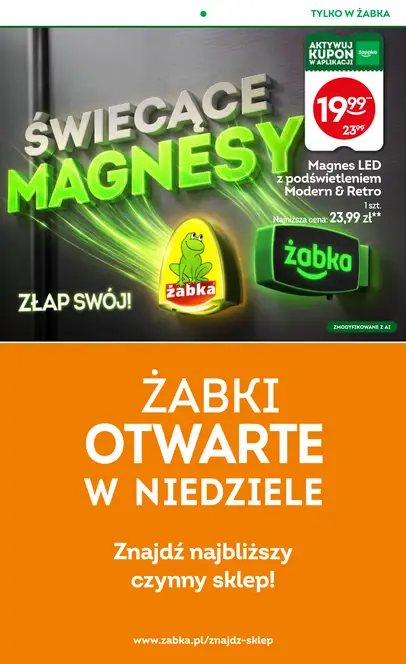 TYLKO W ŻABKA
AKTYWUJ
KUPON
W APLIKACJI
żappka
19,99
23,99
ŚWIECĄCE
MAGNESY
Magnes LED
z podświetleniem
Modern & Retro
1 szt.
Najniższa cena: 23,99 zł**
żabka
żabka
ZŁAP SWÓJ!
ZMODYFIKOWANE Z AI
ŻABKI
OTWARTE
W NIEDZIELE
Znajdź najbliższy
czynny sklep!
www.zabka.pl/znajdz-sklep